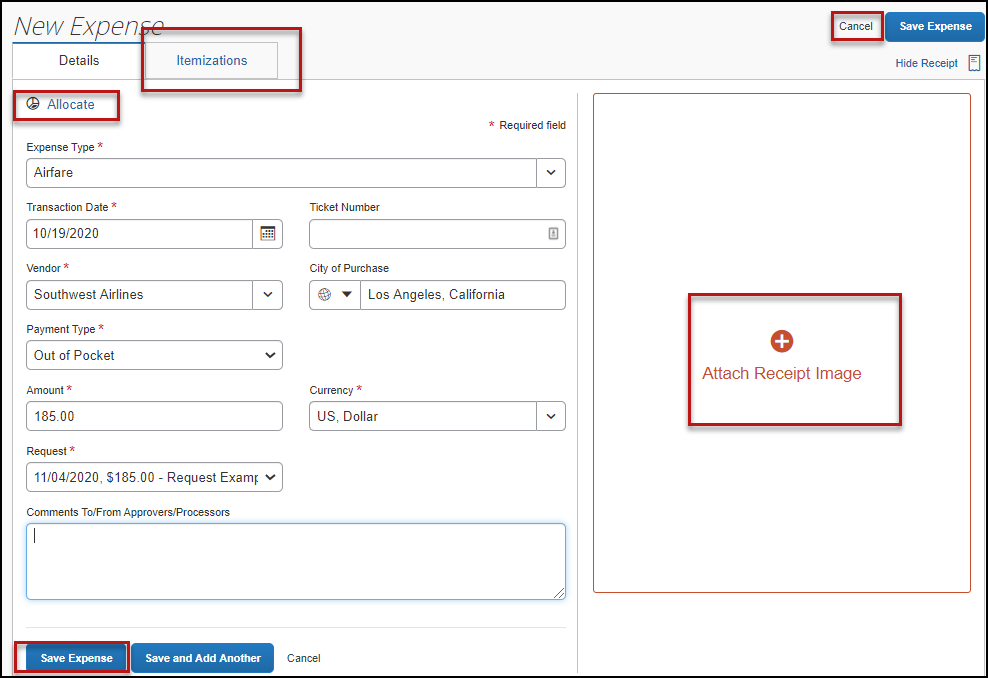 New Expense
Cancel
Save Expense
Details
Itemizations
Hide Receipt
Allocate
* Required field
Expense Type *
Airfare
Transaction Date *
Ticket Number
10/19/2020
Vendor *
City of Purchase
Southwest Airlines
Los Angeles, California
Payment Type *
Out of Pocket
Attach Receipt Image
Amount *
Currency *
185.00
US, Dollar
Request *
11/04/2020, $185.00 - Request Examp
Comments To/From Approvers/Processors
Save Expense
Save and Add Another
Cancel